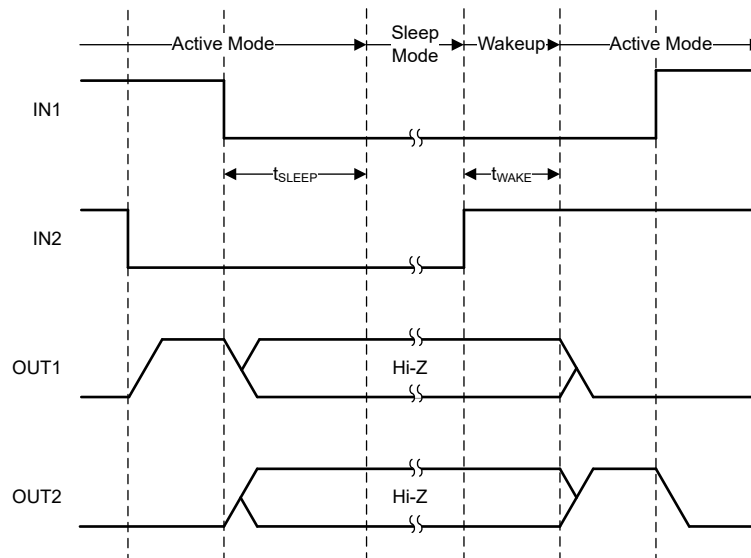 Active Mode
Sleep
Mode
Wakeup
Active Mode
IN1
tSLEEP
tWAKE
IN2
OUT1
Hi-Z
OUT2
Hi-Z